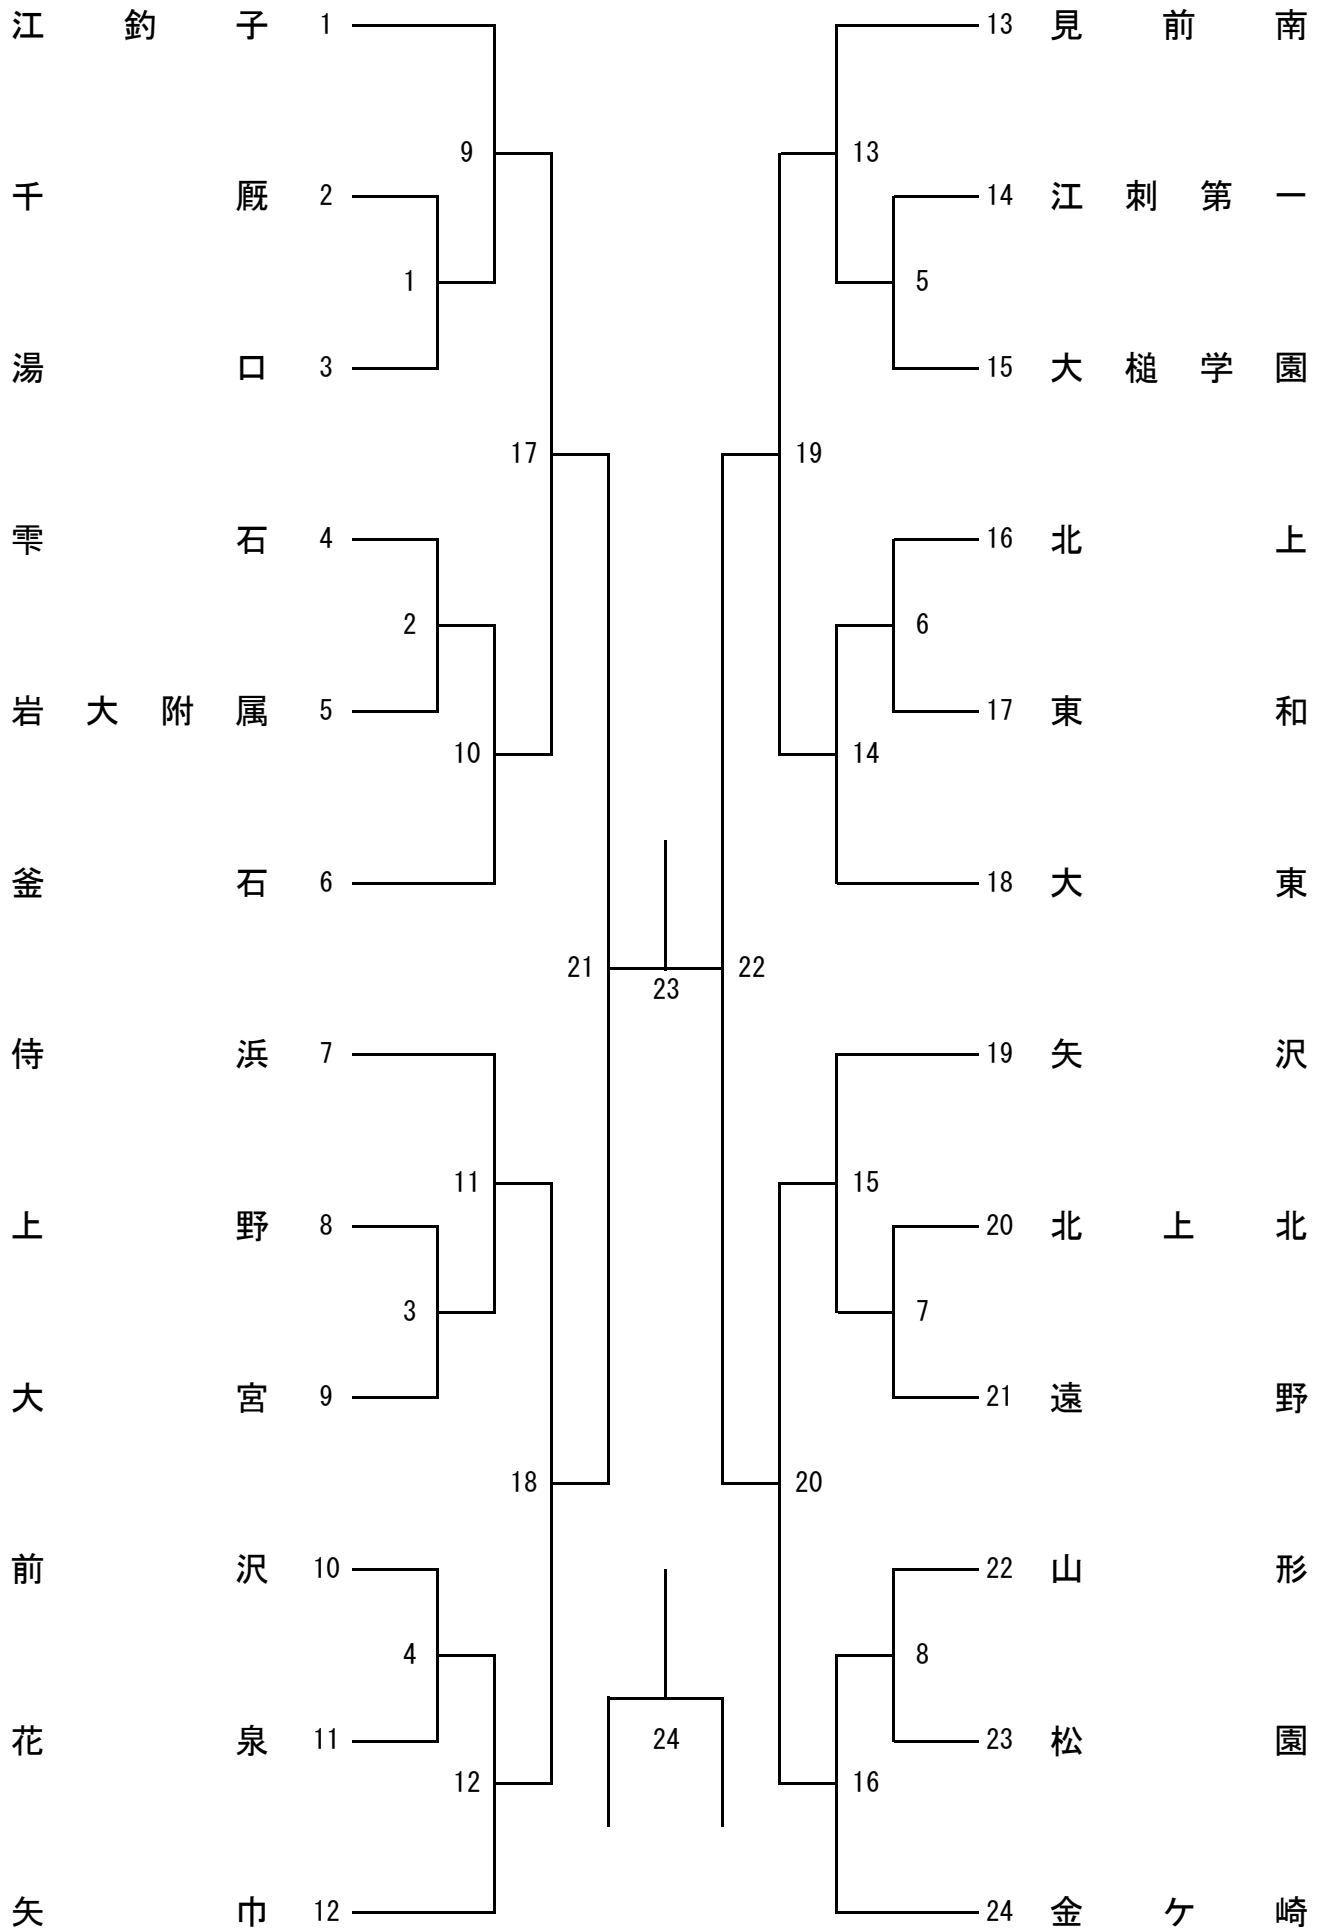 江釣子 1 13 見前南
9 13
千厩 2 14 江刺第一
1 5
湯口 3 15 大槌学園
17 19
雫石 4 16 北上
2 6
岩大附属 5 17 東和
10 14
釜石 6 18 大東
21 22
23
侍浜 7 19 矢沢
11 15
上野 8 20 北上北
3 7
大宮 9 21 遠野
18 20
前沢 10 22 山形
4 8
花泉 11 24 23 松園
12 16
矢巾 12 24 金ケ崎